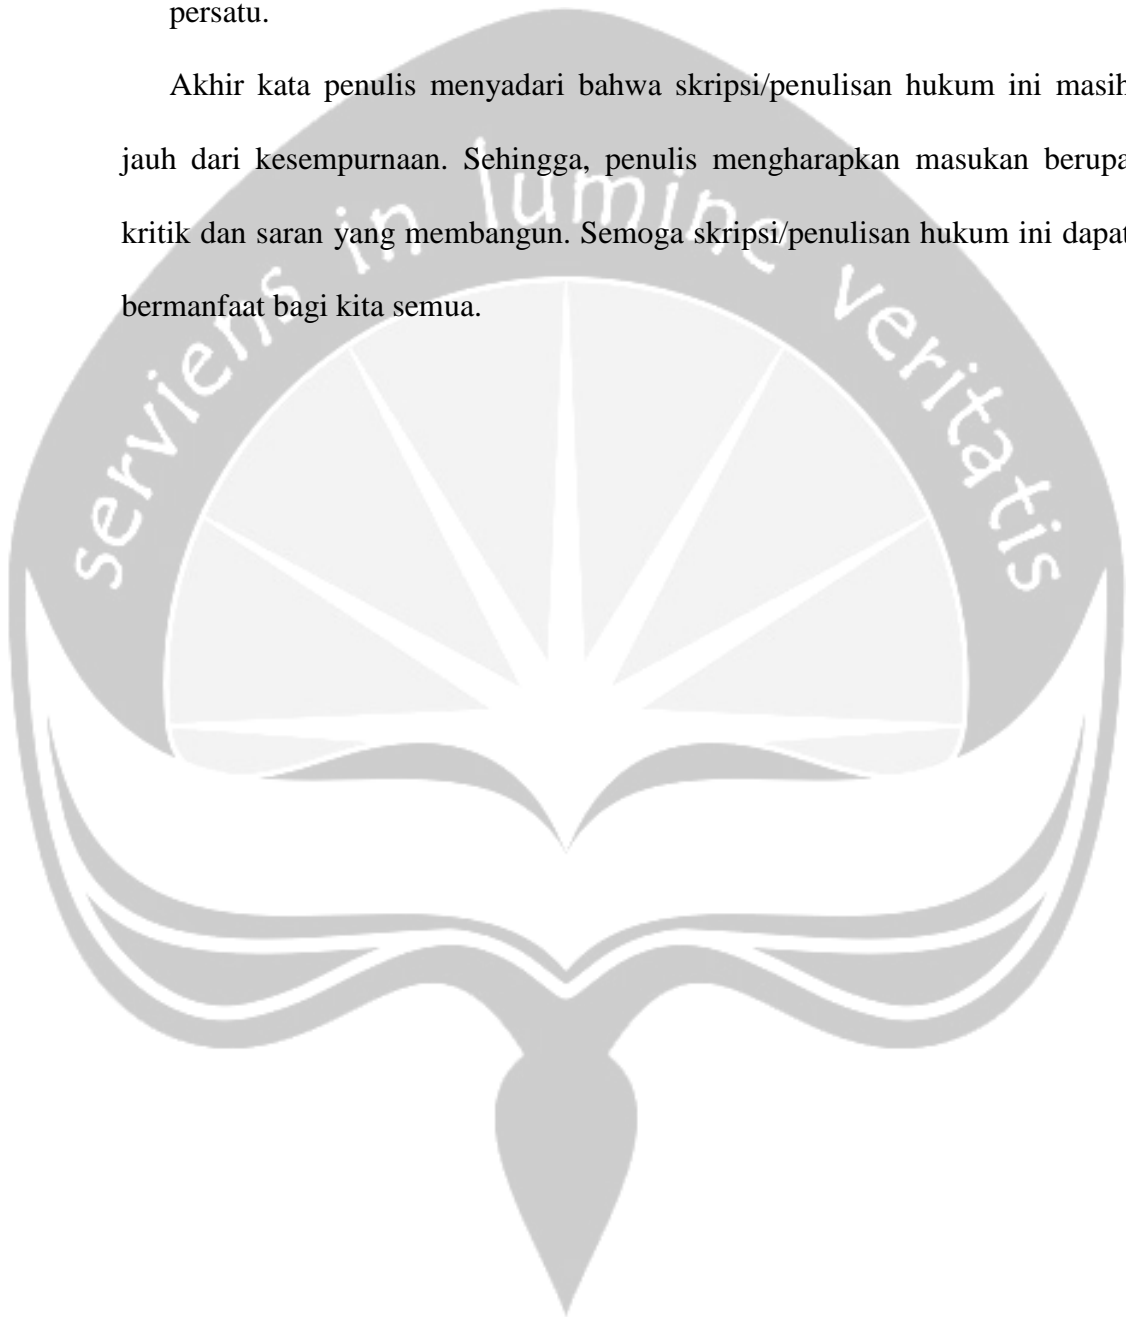 persatu.
Akhir kata penulis menyadari bahwa skripsi/penulisan hukum ini masih
jauh dari kesempurnaan. Sehingga, penulis mengharapkan masukan berupa
kritik dan saran yang membangun. Semoga skripsi/penulisan hukum ini dapat
bermanfaat bagi kita semua.
serviens in lumine veritatis